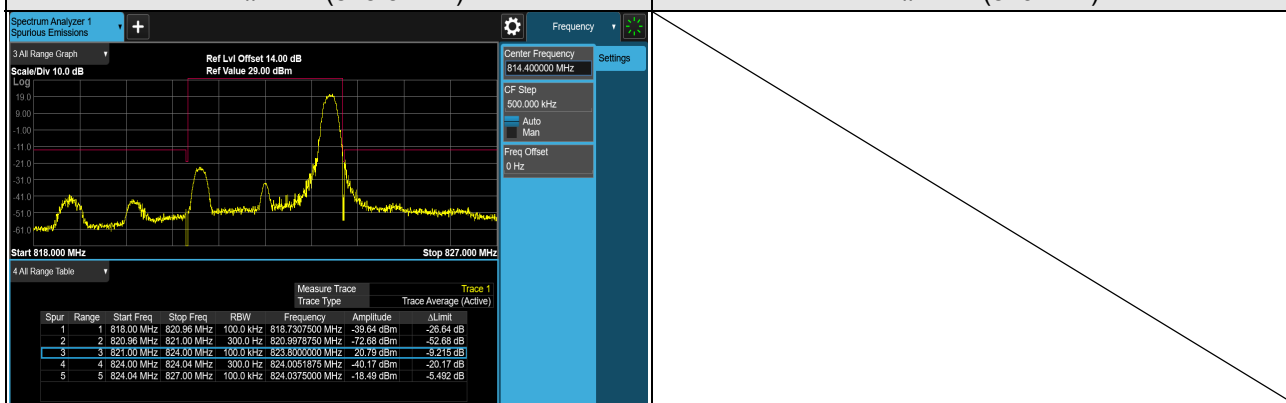 Spectrum Analyzer 1
Spurious Emissions
Frequency
3 All Range Graph
Ref Lvl Offset 14.00 dB
Scale/Div 10.0 dB
Ref Value 29.00 dBm
Log
19.0
9.00
-1.00
-11.0
-21.0
-31.0
-41.0
-51.0
-61.0
Start 818.000 MHz
Stop 827.000 MHz
Center Frequency
814.400000 MHz
Settings
CF Step
500.000 kHz
Auto
Man
Freq Offset
0 Hz
4 All Range Table
Measure Trace Trace 1
Trace Type Trace Average (Active)
Spur Range Start Freq Stop Freq RBW Frequency Amplitude ΔLimit
1 1 818.00 MHz 820.96 MHz 100.0 kHz 818.7307500 MHz -39.64 dBm -26.64 dB
2 2 820.96 MHz 821.00 MHz 300.0 Hz 820.9978750 MHz -72.68 dBm -52.68 dB
3 3 821.00 MHz 824.00 MHz 100.0 kHz 823.8000000 MHz 20.79 dBm -9.215 dB
4 4 824.00 MHz 824.04 MHz 300.0 Hz 824.0051875 MHz -40.17 dBm -20.17 dB
5 5 824.04 MHz 827.00 MHz 100.0 kHz 824.0375000 MHz -18.49 dBm -5.492 dB